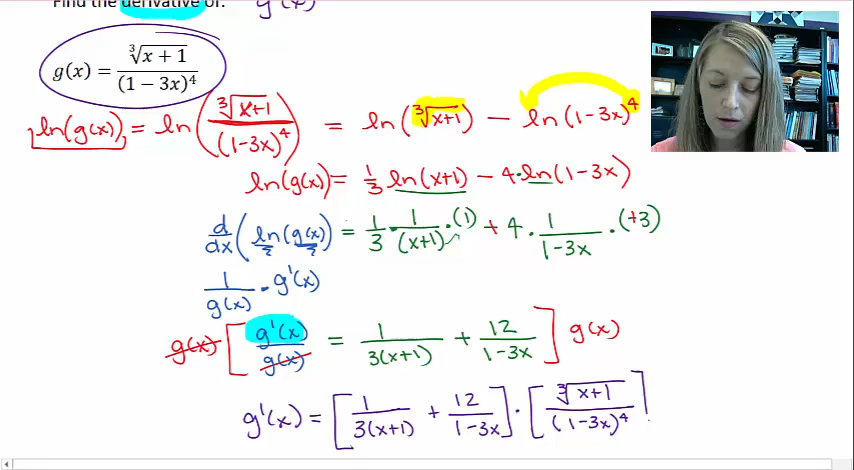 Find the derivative of: g'(x)
g(x) = ∛(x + 1) / (1 − 3x)⁴
ln(g(x)) = ln(∛(x+1) / (1-3x)⁴) = ln(∛(x+1)) − ln(1-3x)⁴
ln(g(x)) = 1/3 ln(x+1) − 4·ln(1-3x)
d/dx (ln(g(x)) = 1/3 · 1/(x+1) · (1) + 4 · 1/(1-3x) · (+3)
1/g(x) · g'(x)
g(x) [ g'(x)/g(x) = 1/(3(x+1)) + 12/(1-3x) ] g(x)
g'(x) = [ 1/(3(x+1)) + 12/(1-3x) ] · [ ∛(x+1) / (1-3x)⁴ ]